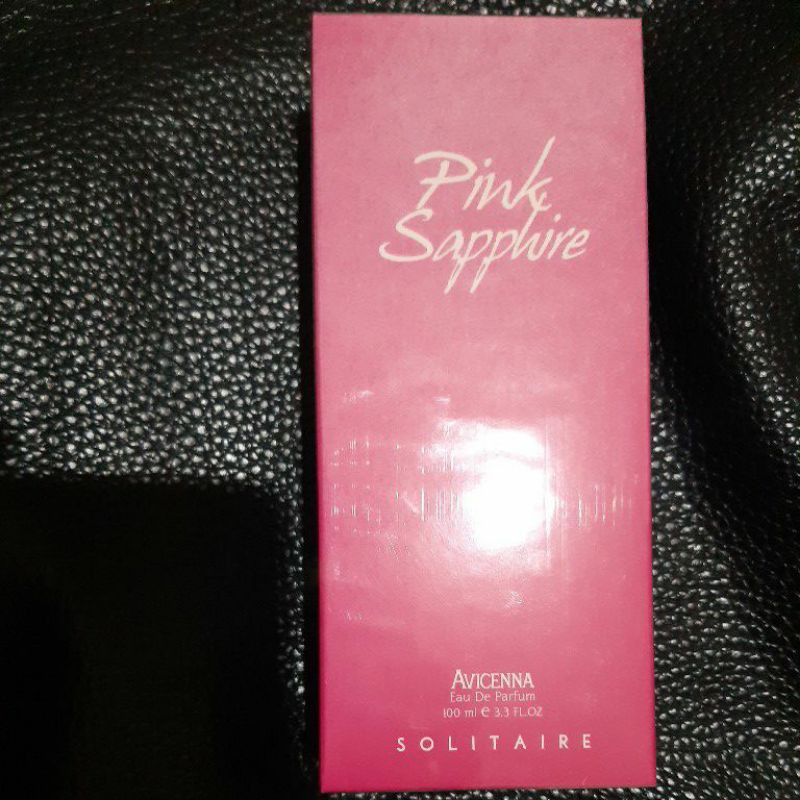 Pink
Sapphire
AVICENNA
Eau De Parfum
100 ml e 3.3 FL.OZ
SOLITAIRE